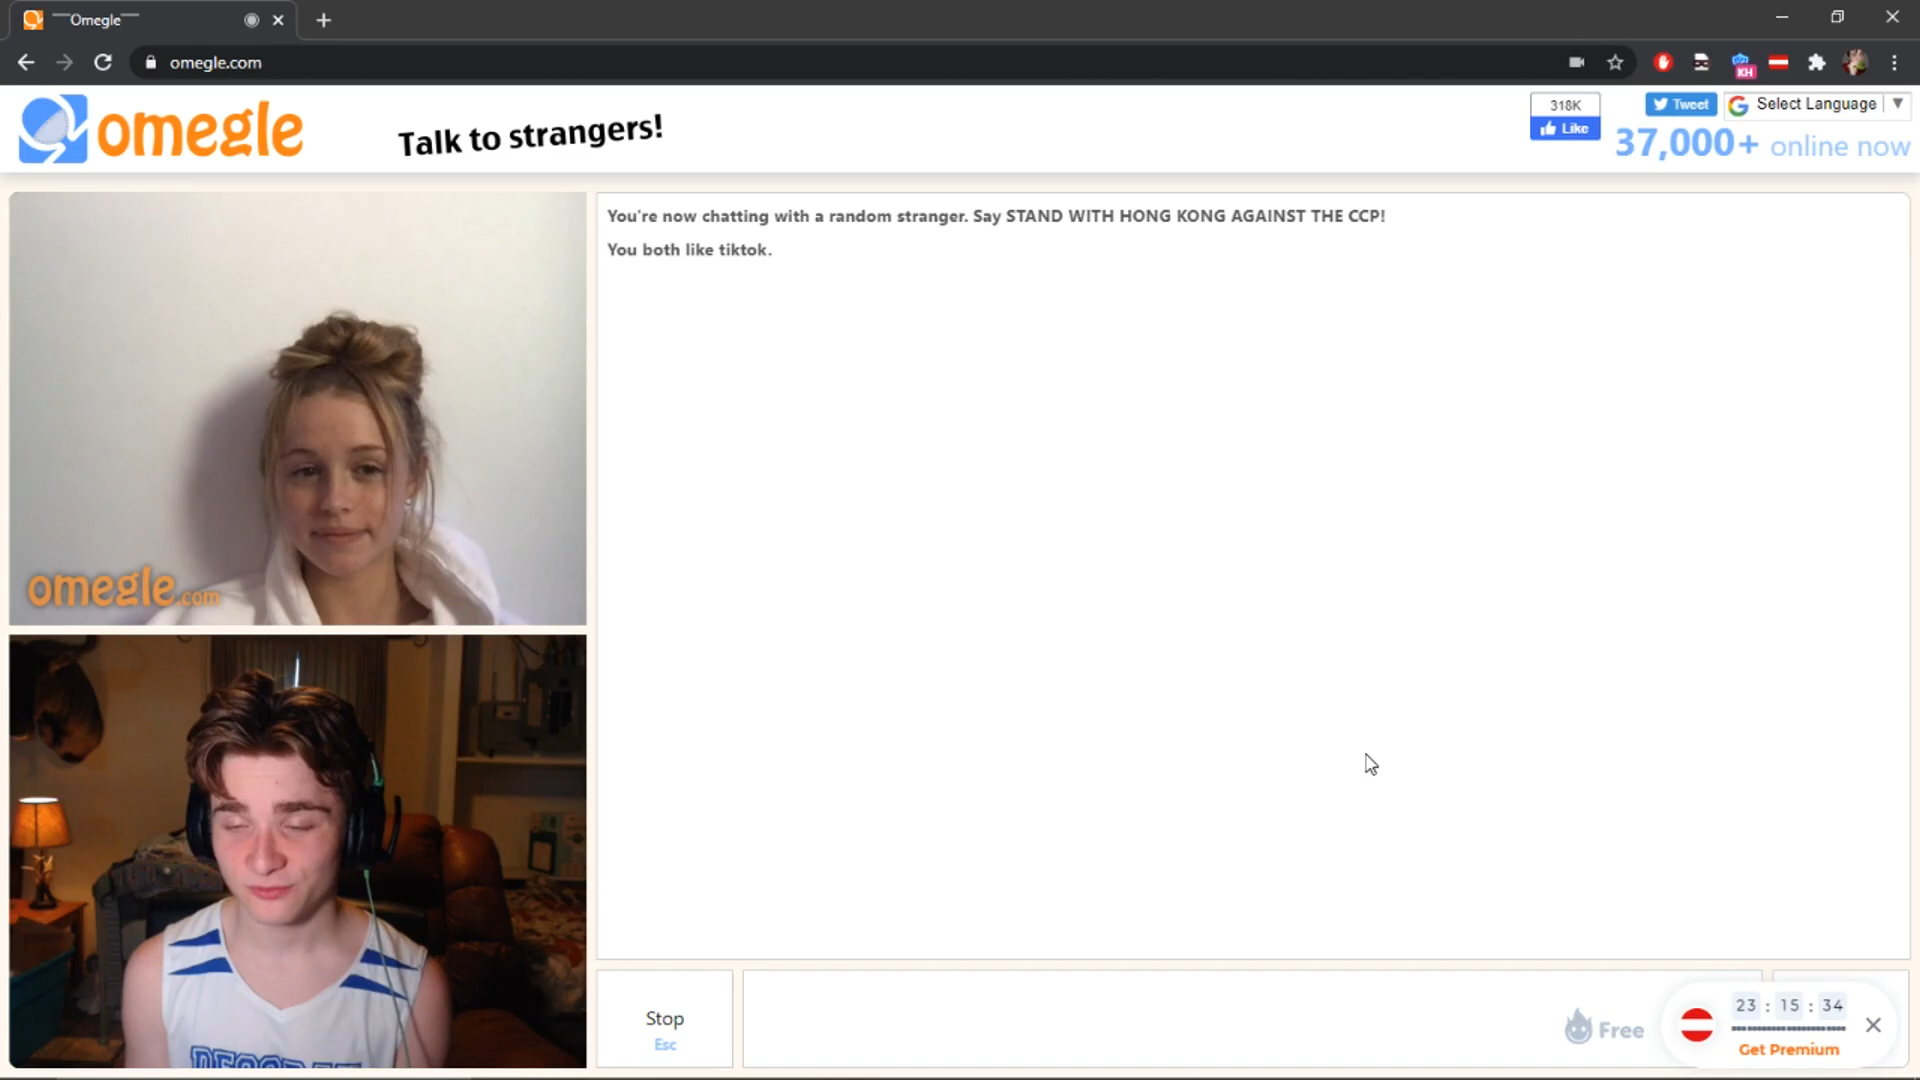 Omegle
omegle.com
KH
omegle
Talk to strangers!
318K
Like
Tweet
Select Language
37,000+ online now
You're now chatting with a random stranger. Say STAND WITH HONG KONG AGAINST THE CCP!
You both like tiktok.
omegle.com
Stop
Esc
Free
23 : 15 : 34
Get Premium